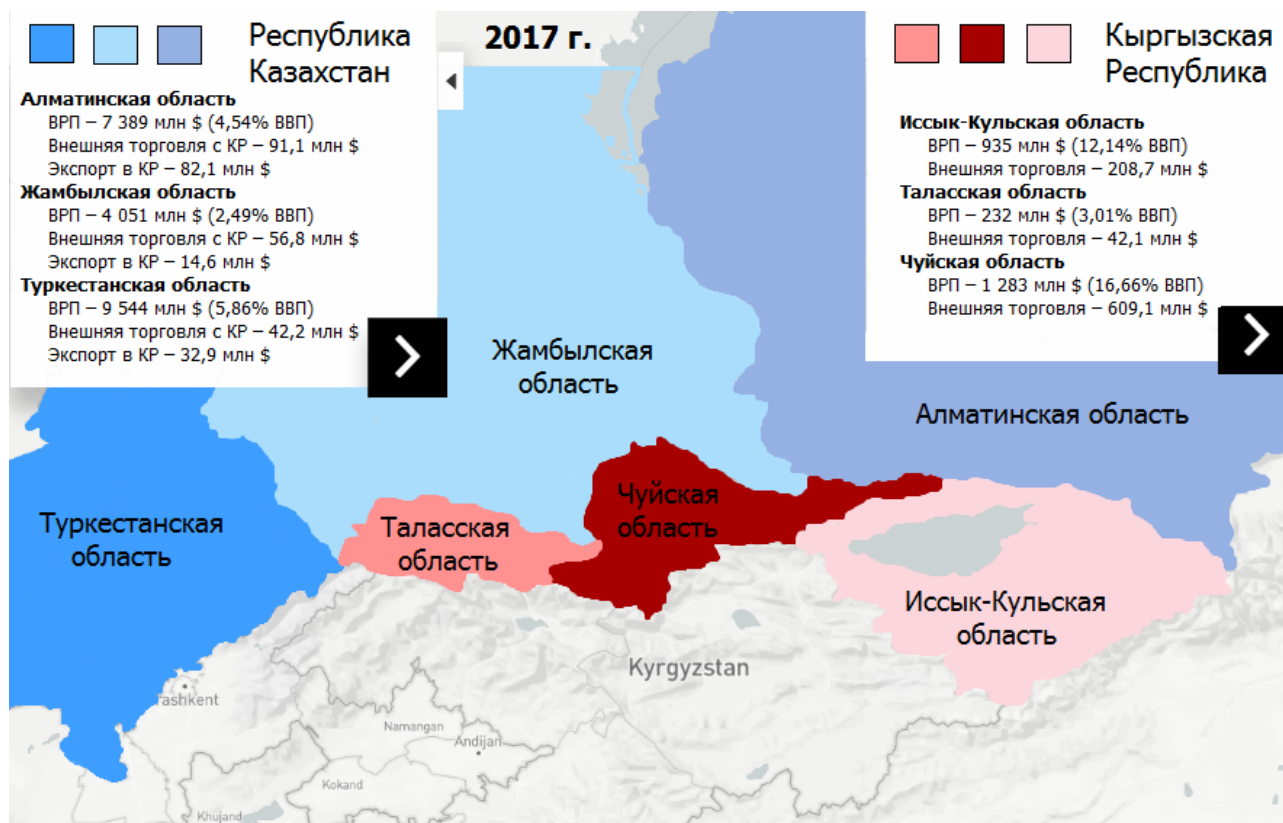 Республика
Казахстан
Алматинская область
ВРП – 7 389 млн $ (4,54% ВВП)
Внешняя торговля с КР – 91,1 млн $
Экспорт в КР – 82,1 млн $
Жамбылская область
ВРП – 4 051 млн $ (2,49% ВВП)
Внешняя торговля с КР – 56,8 млн $
Экспорт в КР – 14,6 млн $
Туркестанская область
ВРП – 9 544 млн $ (5,86% ВВП)
Внешняя торговля с КР – 42,2 млн $
Экспорт в КР – 32,9 млн $
2017 г.
Кыргызская
Республика
Иссык-Кульская область
ВРП – 935 млн $ (12,14% ВВП)
Внешняя торговля – 208,7 млн $
Таласская область
ВРП – 232 млн $ (3,01% ВВП)
Внешняя торговля – 42,1 млн $
Чуйская область
ВРП – 1 283 млн $ (16,66% ВВП)
Внешняя торговля – 609,1 млн $
Жамбылская
область
Алматинская область
Чуйская
область
Туркестанская
область
Таласская
область
Иссык-Кульская
область
Kyrgyzstan
ashkent
Namangan
Andijan
Kokand
Khujand